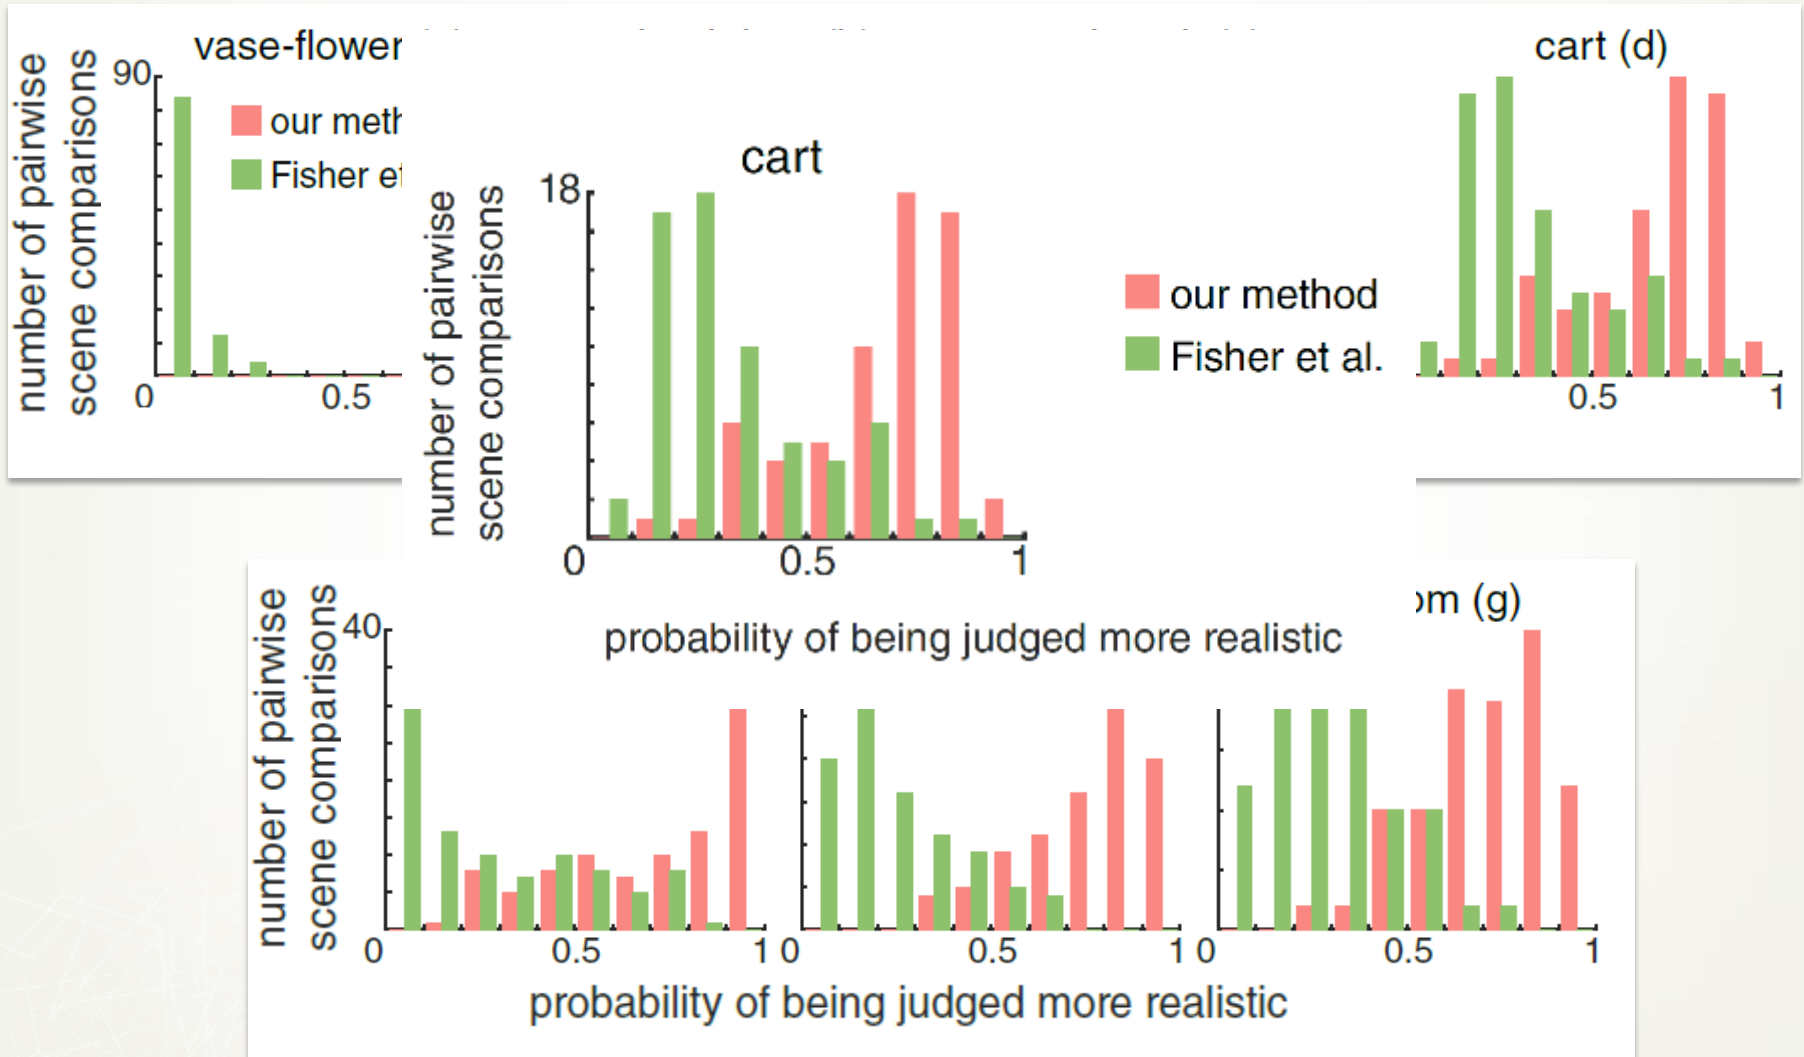 vase-flower
cart (d)
number of pairwise
scene comparisons
90
our meth
Fisher et
0
0.5
0.5
1
cart
number of pairwise
scene comparisons
18
our method
Fisher et al.
0
0.5
1
probability of being judged more realistic
om (g)
number of pairwise
scene comparisons
40
0
0.5
1
0
0.5
1
0
0.5
1
probability of being judged more realistic